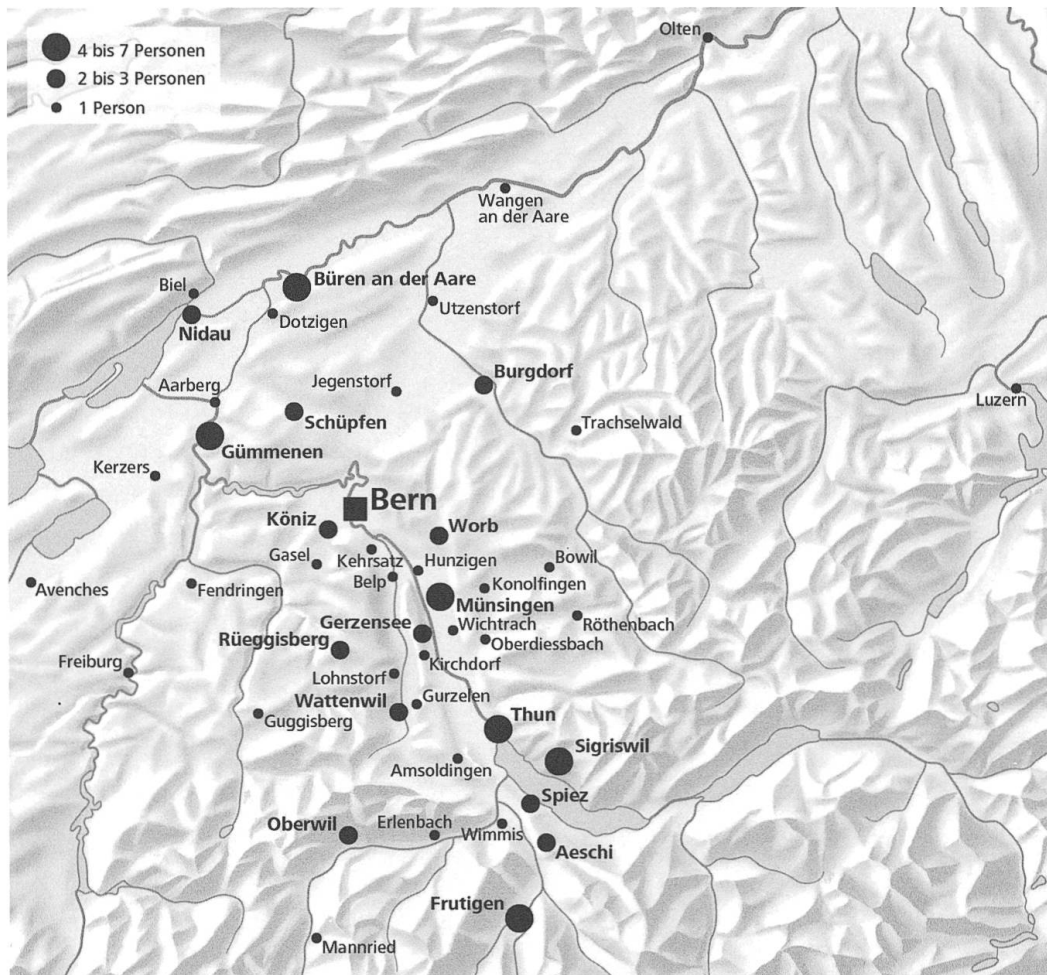 4 bis 7 Personen
2 bis 3 Personen
1 Person
Olten
Wangen
an der Aare
Büren an der Aare
Biel
Utzenstorf
Dotzigen
Nidau
Burgdorf
Jegenstorf
Aarberg
Luzern
Schüpfen
Trachselwald
Gümmenen
Kerzers
Bern
Köniz
Worb
Gasel
Kehrsatz
Hunzigen
Bowil
Belp
Avenches
Fendringen
Konolfingen
Münsingen
Röthenbach
Gerzensee
Wichtrach
Rüeggisberg
Oberdiessbach
Freiburg
Kirchdorf
Lohnstorf
Gurzelen
Wattenwil
Guggisberg
Thun
Sigriswil
Amsoldingen
Spiez
Oberwil
Erlenbach
Wimmis
Aeschi
Frutigen
Mannried